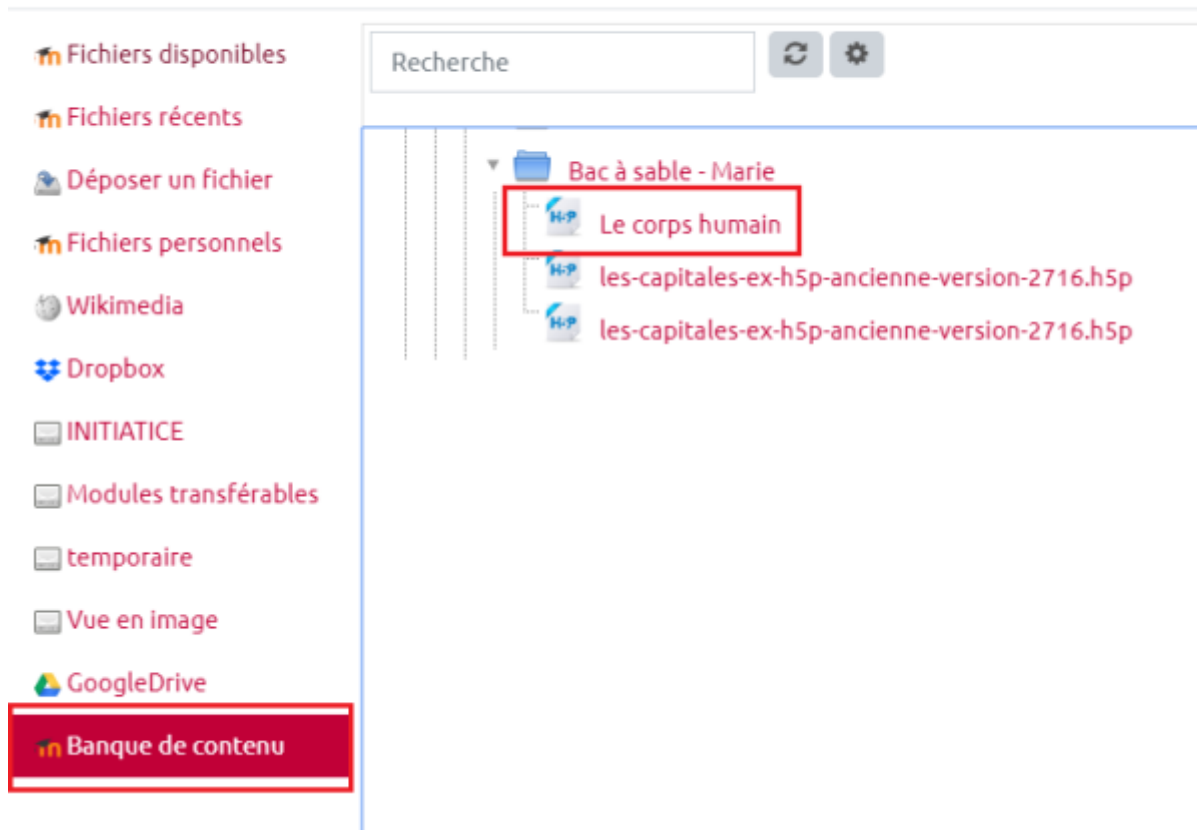 Fichiers disponibles
Fichiers récents
Déposer un fichier
Fichiers personnels
Wikimedia
Dropbox
INITIATICE
Modules transférables
temporaire
Vue en image
GoogleDrive
Banque de contenu
Recherche
Bac à sable - Marie
H-P Le corps humain
H-P les-capitales-ex-h5p-ancienne-version-2716.h5p
H-P les-capitales-ex-h5p-ancienne-version-2716.h5p